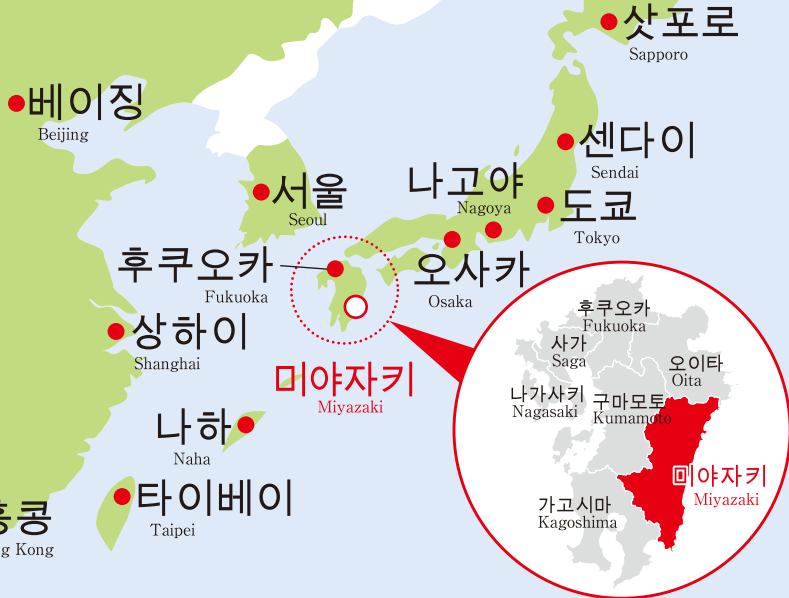 삿포로
Sapporo
베이징
Beijing
센다이
Sendai
나고야
Nagoya
서울
Seoul
도쿄
Tokyo
후쿠오카
Fukuoka
오사카
Osaka
상하이
Shanghai
미야자키
Miyazaki
나하
Naha
타이베이
Taipei
홍콩
g Kong
후쿠오카
Fukuoka
사가
Saga
오이타
Oita
나가사키
Nagasaki
구마모토
Kumamoto
미야자키
Miyazaki
가고시마
Kagoshima